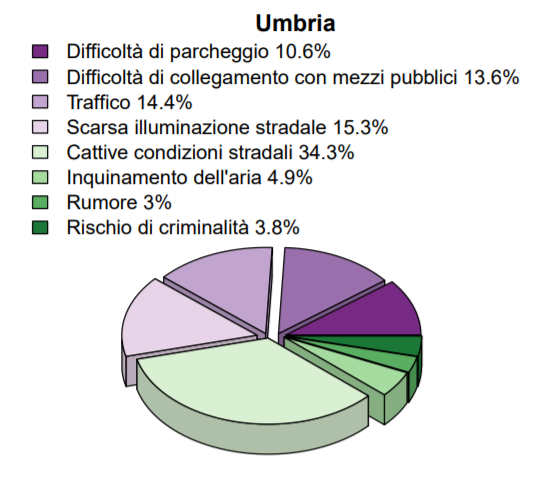 Umbria
Difficoltà di parcheggio 10.6%
Difficoltà di collegamento con mezzi pubblici 13.6%
Traffico 14.4%
Scarsa illuminazione stradale 15.3%
Cattive condizioni stradali 34.3%
Inquinamento dell'aria 4.9%
Rumore 3%
Rischio di criminalità 3.8%